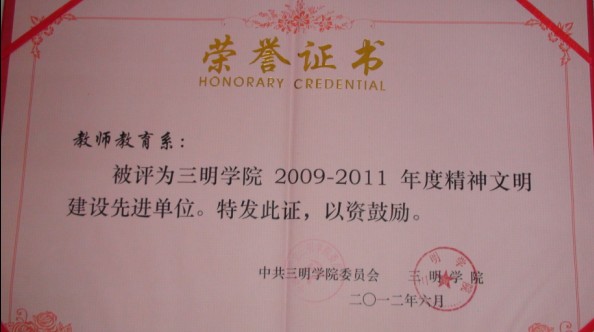 荣誉证书
HONORARY CREDENTIAL
教师教育系：
被评为三明学院 2009-2011 年度精神文明
建设先进单位。特发此证，以资鼓励。
中共三明学院委员会 三明学院
二〇一二年六月